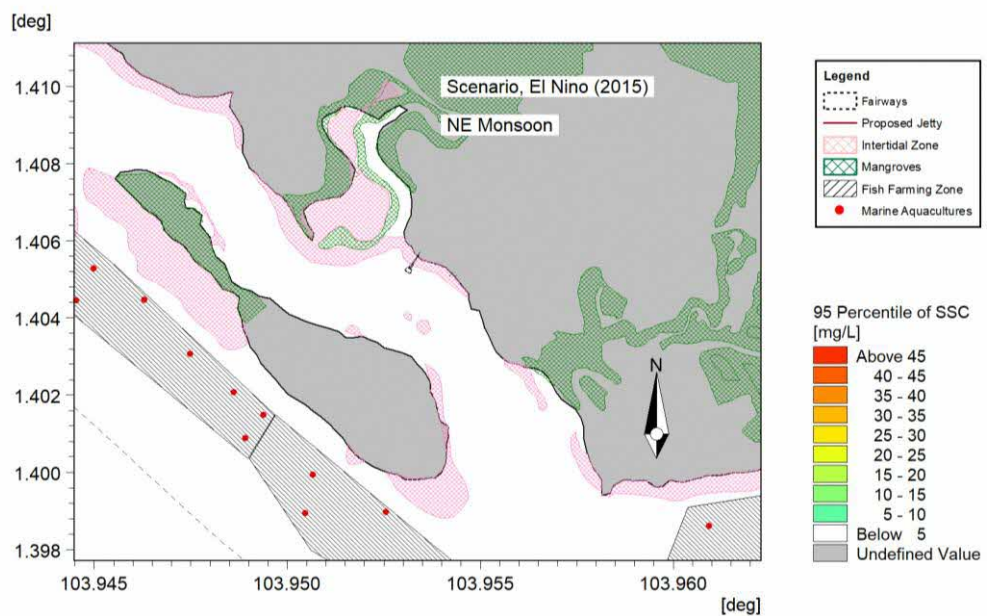 [deg]
1.410
1.408
1.406
1.404
1.402
1.400
1.398
103.945
103.950
103.955
103.960
[deg]
Scenario, El Nino (2015)
NE Monsoon
N
Legend
Fairways
Proposed Jetty
Intertidal Zone
Mangroves
Fish Farming Zone
Marine Aquacultures
95 Percentile of SSC
[mg/L]
Above 45
40 - 45
35 - 40
30 - 35
25 - 30
20 - 25
15 - 20
10 - 15
5 - 10
Below 5
Undefined Value